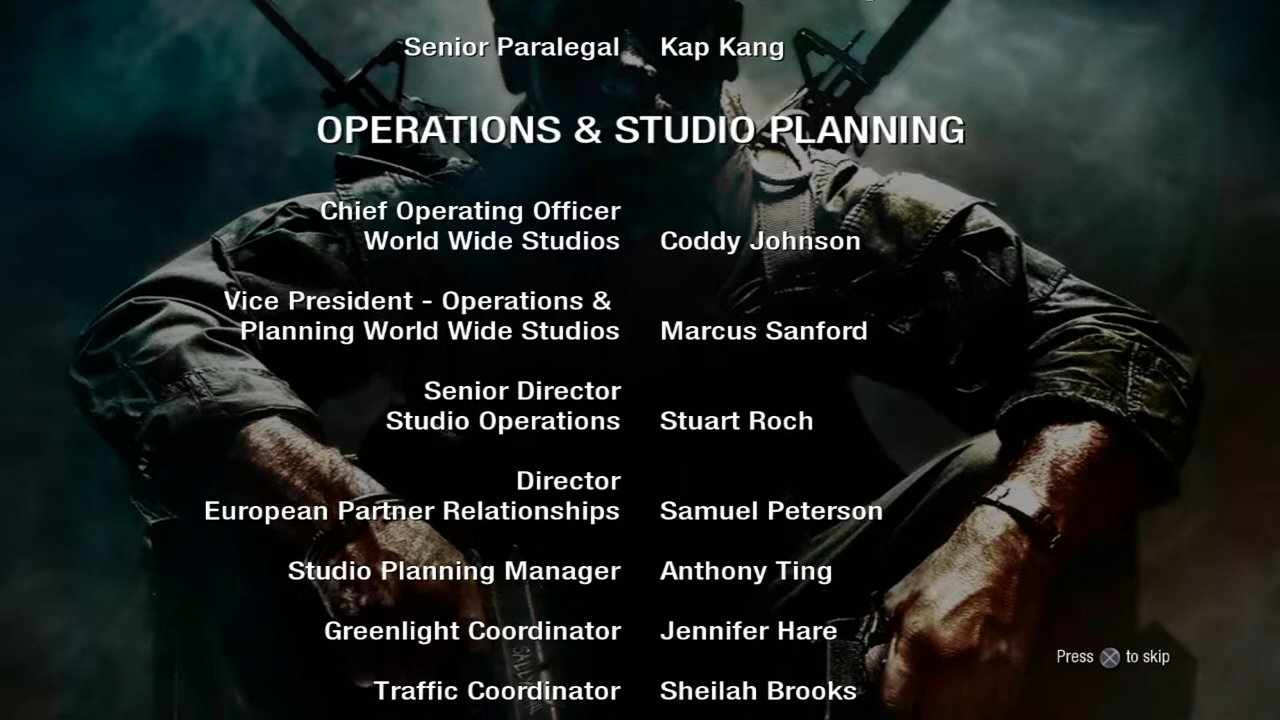 Senior Paralegal Kap Kang
OPERATIONS & STUDIO PLANNING
Chief Operating Officer
World Wide Studios Coddy Johnson
Vice President - Operations &
Planning World Wide Studios Marcus Sanford
Senior Director
Studio Operations Stuart Roch
Director
European Partner Relationships Samuel Peterson
Studio Planning Manager Anthony Ting
Greenlight Coordinator Jennifer Hare
Press to skip
Traffic Coordinator Sheilah Brooks